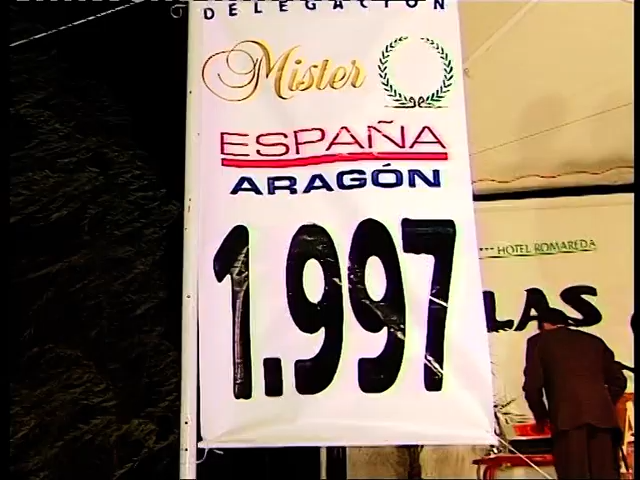 DELEGACIÓN
Mister
ESPAÑA
ARAGÓN
1.997
*** HOTEL ROMAREDA
LAS